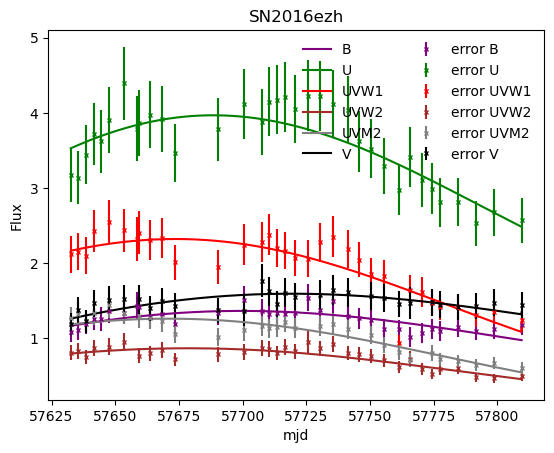 SN2016ezh
5
4
3
2
1
Flux
B
U
UVW1
UVW2
UVM2
V
error B
error U
error UVW1
error UVW2
error UVM2
error V
57625 57650 57675 57700 57725 57750 57775 57800
mjd